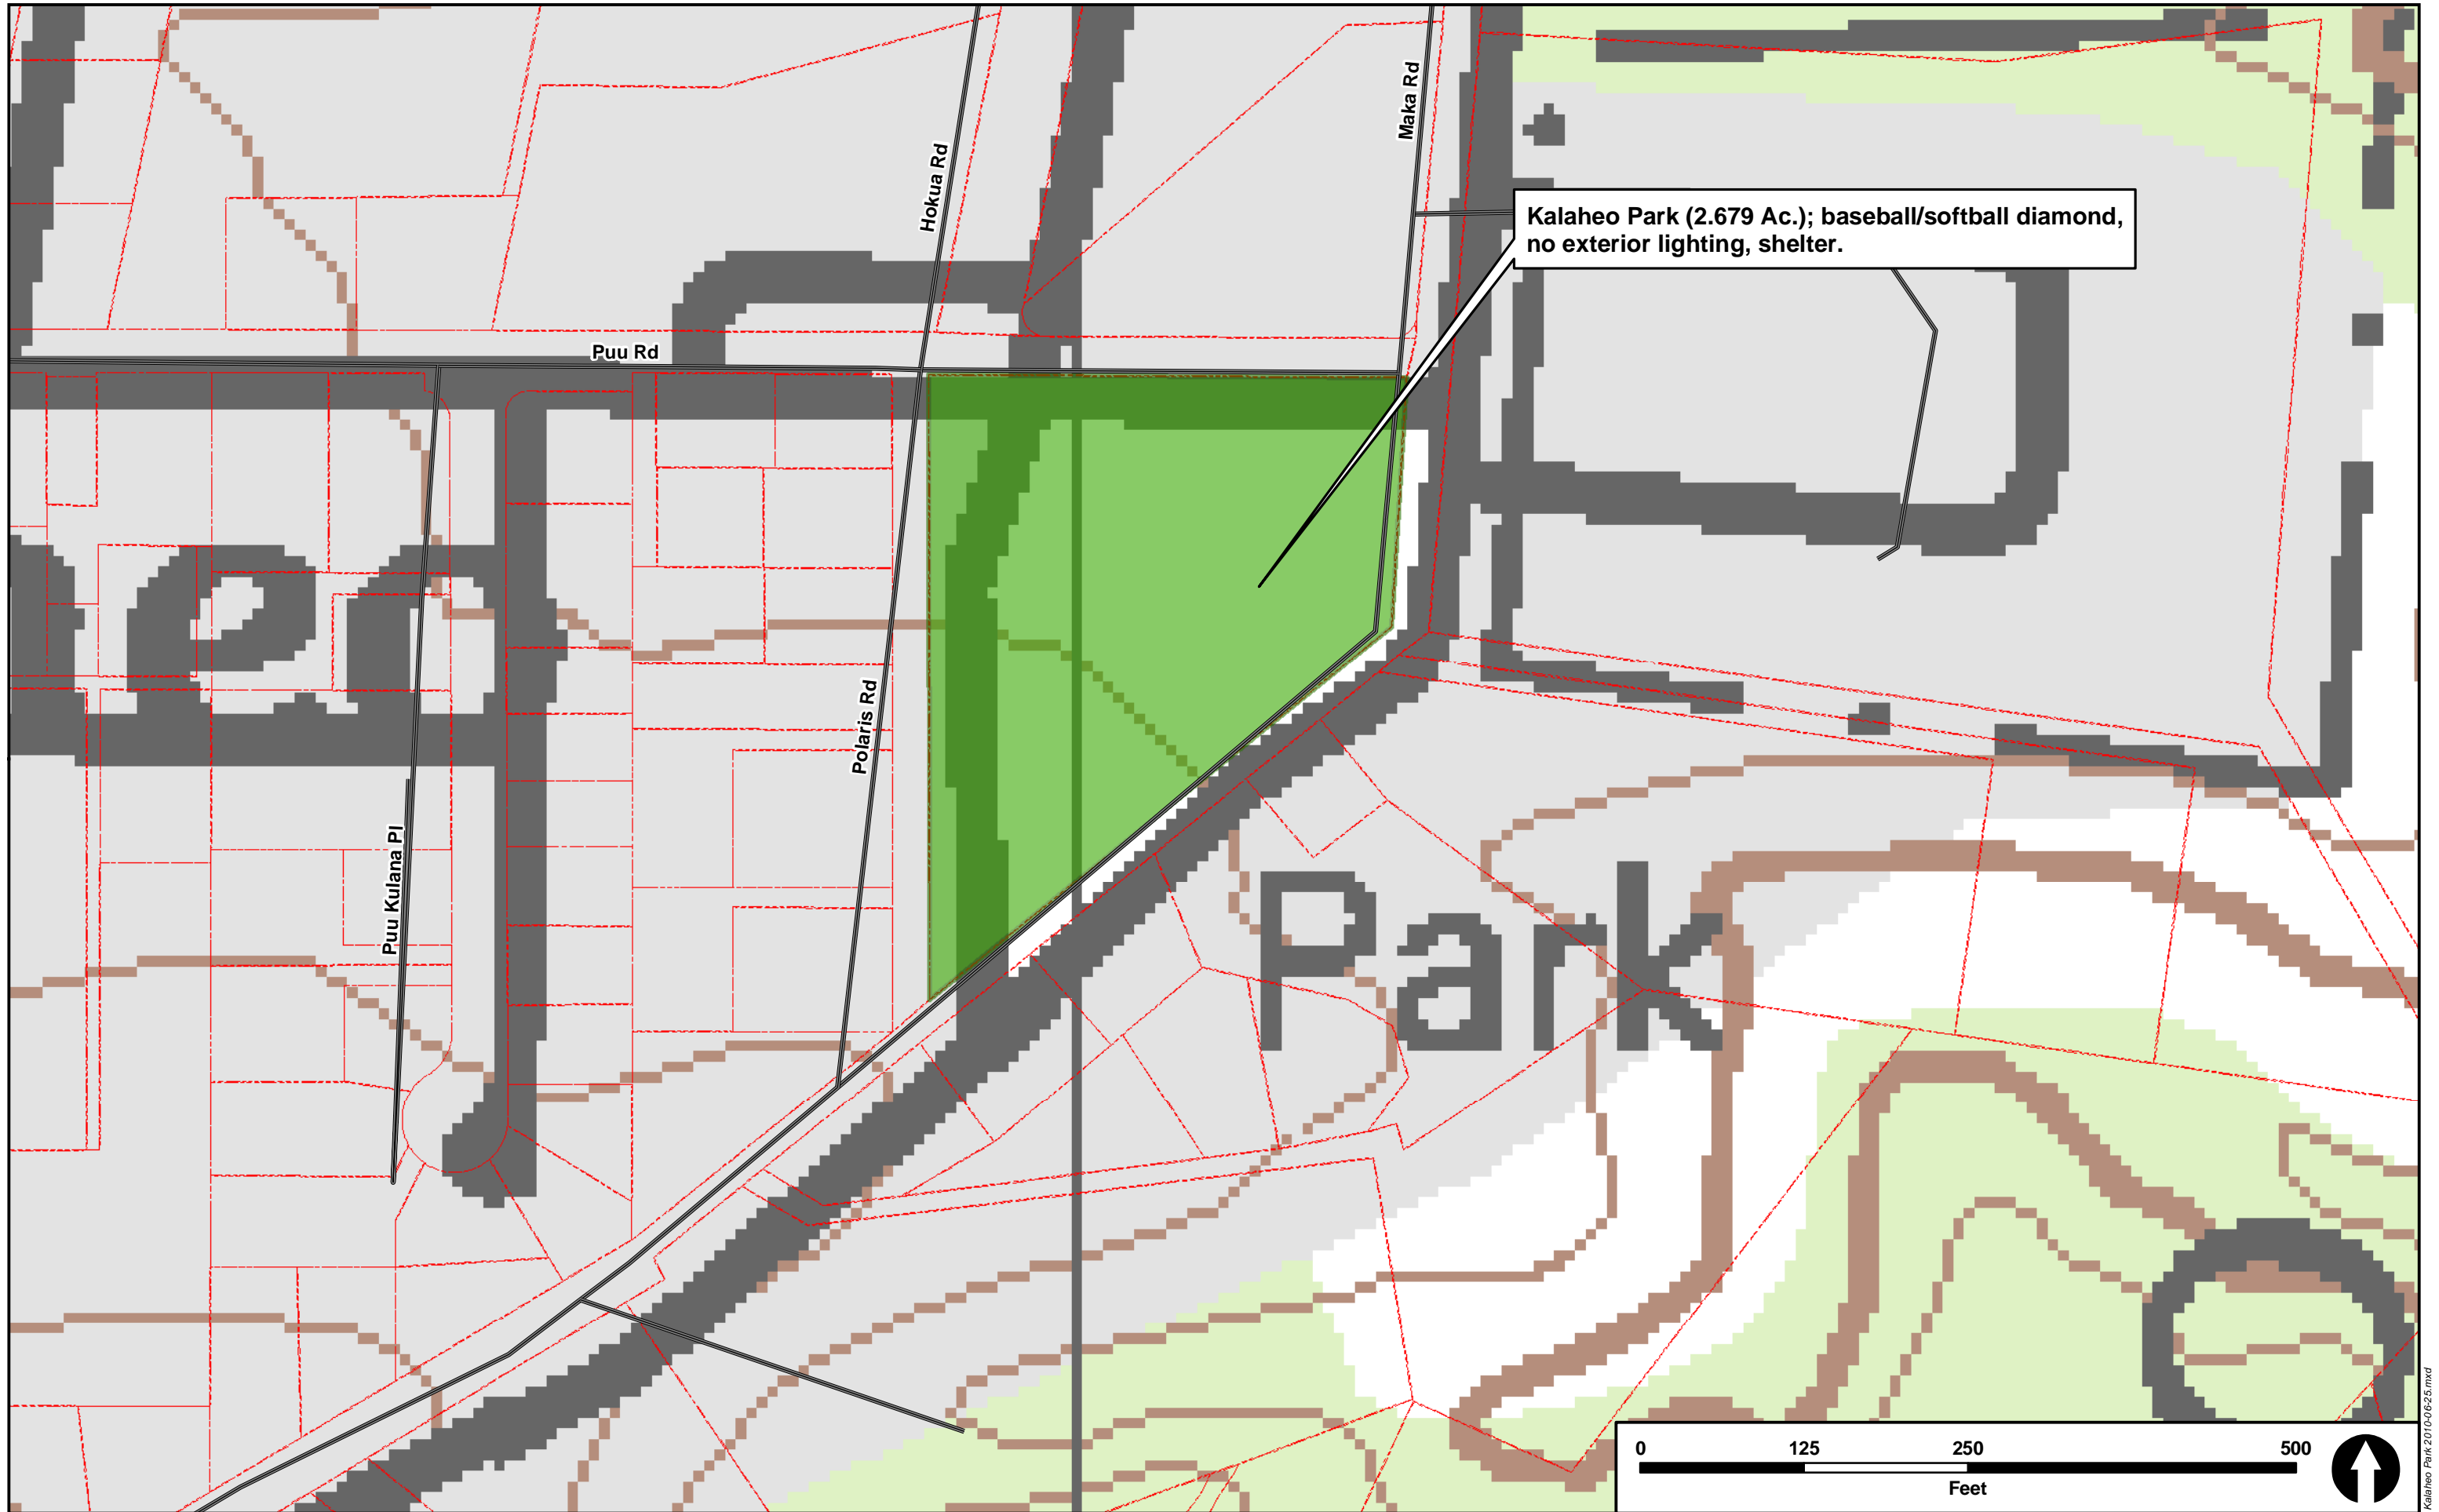 Maka Rd
Hokua Rd
Kalaheo Park (2.679 Ac.); baseball/softball diamond,
no exterior lighting, shelter.
Puu Rd
Polaris Rd
Puu Kulana Pl
Park
0 125 250 500
Feet
Kalaheo Park 2010-06-25.mxd